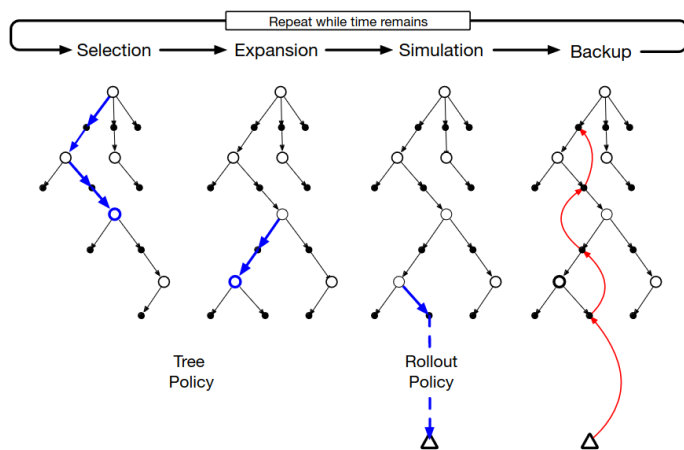 Repeat while time remains
Selection
Expansion
Simulation
Backup
Tree
Policy
Rollout
Policy